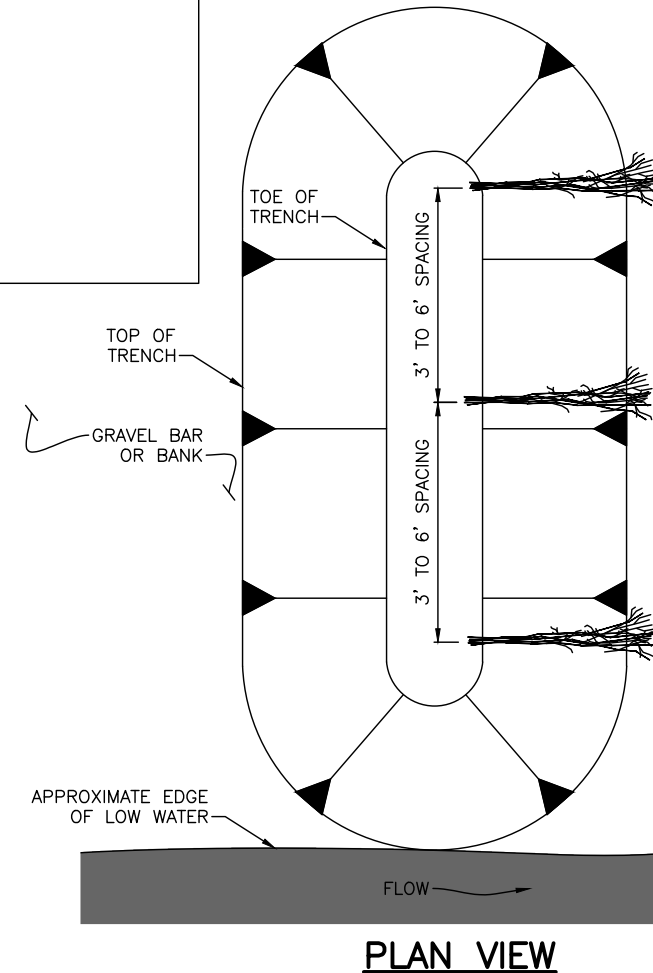 TOE OF
TRENCH
3' TO 6' SPACING
TOP OF
TRENCH
GRAVEL BAR
OR BANK
3' TO 6' SPACING
APPROXIMATE EDGE
OF LOW WATER
FLOW
PLAN VIEW